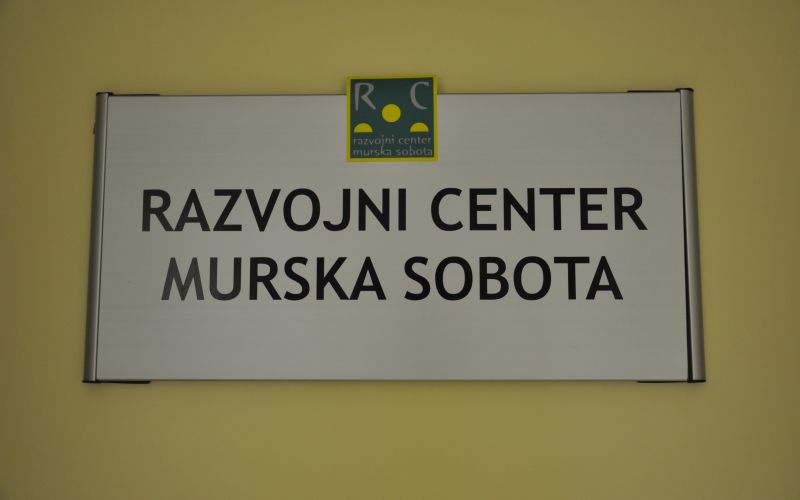 R C
razvojni center
murska sobota
RAZVOJNI CENTER
MURSKA SOBOTA